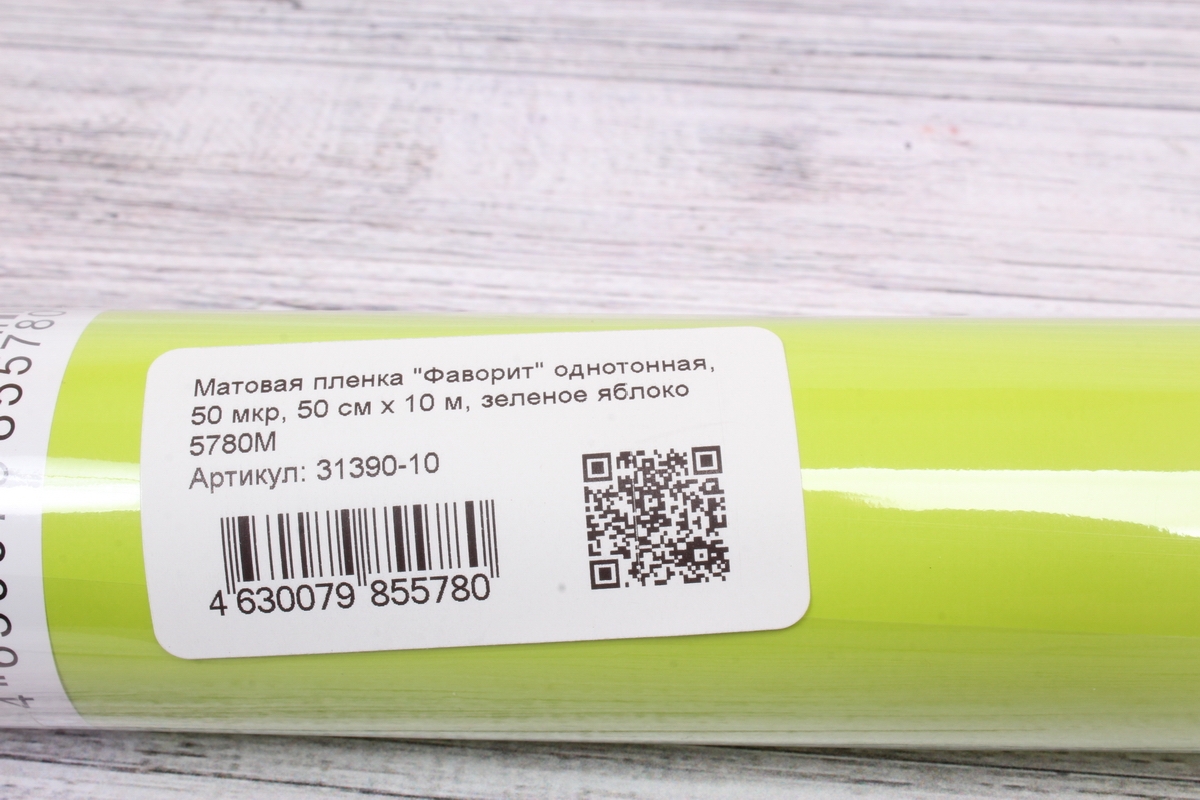 Матовая пленка "Фаворит" однотонная,
50 мкр, 50 см x 10 м, зеленое яблоко
5780М
Артикул: 31390-10
4 630079 855780